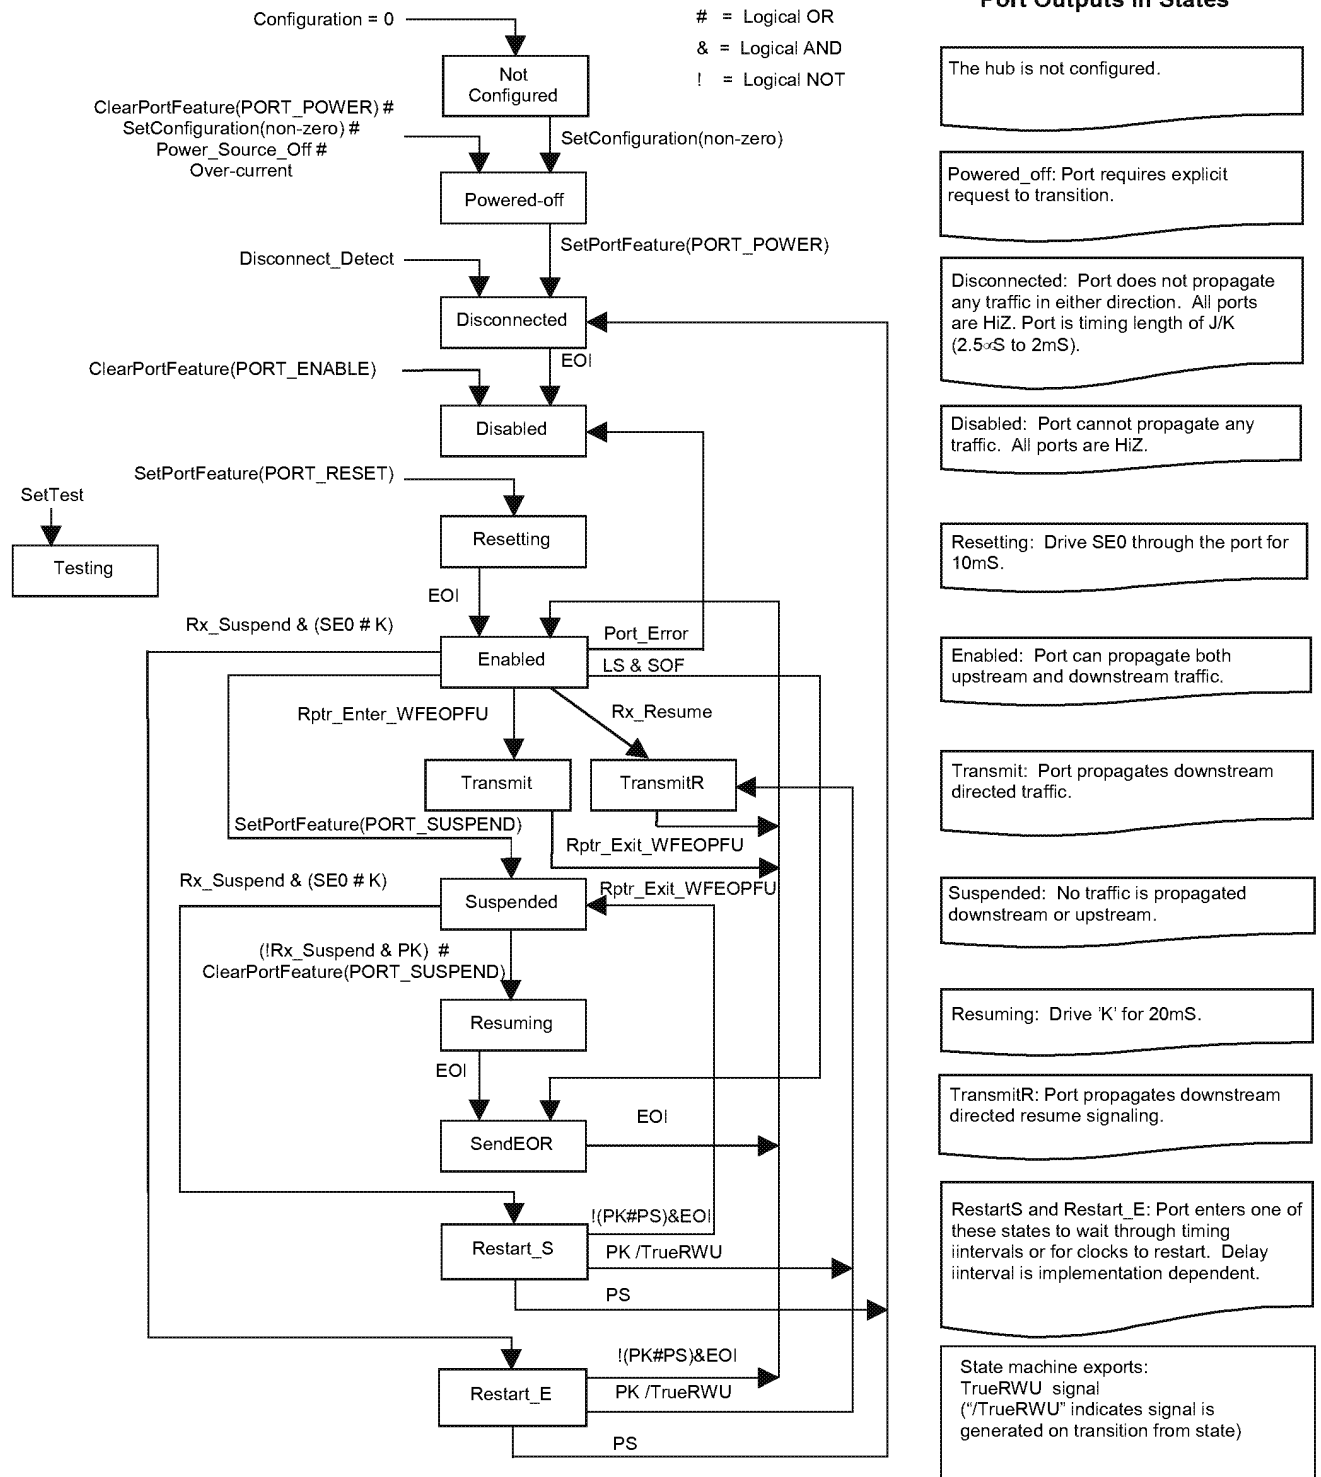 Port Outputs in States
Configuration = 0
# = Logical OR
& = Logical AND
! = Logical NOT
Not
Configured
ClearPortFeature(PORT_POWER) #
SetConfiguration(non-zero) #
Power_Source_Off #
Over-current
SetConfiguration(non-zero)
Powered-off
SetPortFeature(PORT_POWER)
Disconnect_Detect
Disconnected
EOI
ClearPortFeature(PORT_ENABLE)
Disabled
SetPortFeature(PORT_RESET)
SetTest
Testing
Resetting
EOI
Rx_Suspend & (SE0 # K)
Port_Error
Enabled
LS & SOF
Rptr_Enter_WFEOPFU
Rx_Resume
Transmit
TransmitR
SetPortFeature(PORT_SUSPEND)
Rptr_Exit_WFEOPFU
Rx_Suspend & (SE0 # K)
Rptr_Exit_WFEOPFU
Suspended
(!Rx_Suspend & PK) #
ClearPortFeature(PORT_SUSPEND)
Resuming
EOI
EOI
SendEOR
!(PK#PS)&EOI
Restart_S
PK /TrueRWU
PS
!(PK#PS)&EOI
Restart_E
PK /TrueRWU
PS
The hub is not configured.
Powered_off: Port requires explicit
request to transition.
Disconnected: Port does not propagate
any traffic in either direction. All ports
are HiZ. Port is timing length of J/K
(2.5∝S to 2mS).
Disabled: Port cannot propagate any
traffic. All ports are HiZ.
Resetting: Drive SE0 through the port for
10mS.
Enabled: Port can propagate both
upstream and downstream traffic.
Transmit: Port propagates downstream
directed traffic.
Suspended: No traffic is propagated
downstream or upstream.
Resuming: Drive 'K' for 20mS.
TransmitR: Port propagates downstream
directed resume signaling.
RestartS and Restart_E: Port enters one of
these states to wait through timing
iintervals or for clocks to restart. Delay
iinterval is implementation dependent.
State machine exports:
TrueRWU signal
("/TrueRWU" indicates signal is
generated on transition from state)